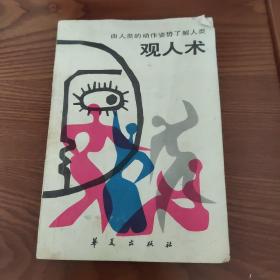 由人类的动作姿势了解人类
观人术
华夏出版社